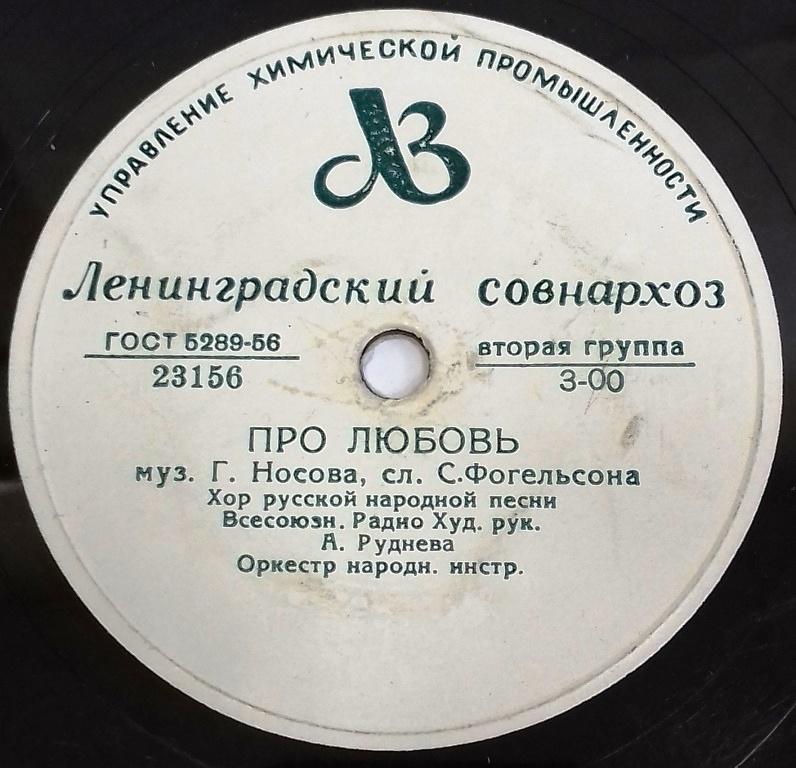 УПРАВЛЕНИЕ ХИМИЧЕСКОЙ ПРОМЫШЛЕННОСТИ
ЛЗ
Ленинградский совнархоз
ГОСТ 5289-56
23156
вторая группа
3-00
ПРО ЛЮБОВЬ
муз. Г. Носова, сл. С.Фогельсона
Хор русской народной песни
Всесоюзн. Радио Худ. рук.
А. Руднева
Оркестр народн. инстр.